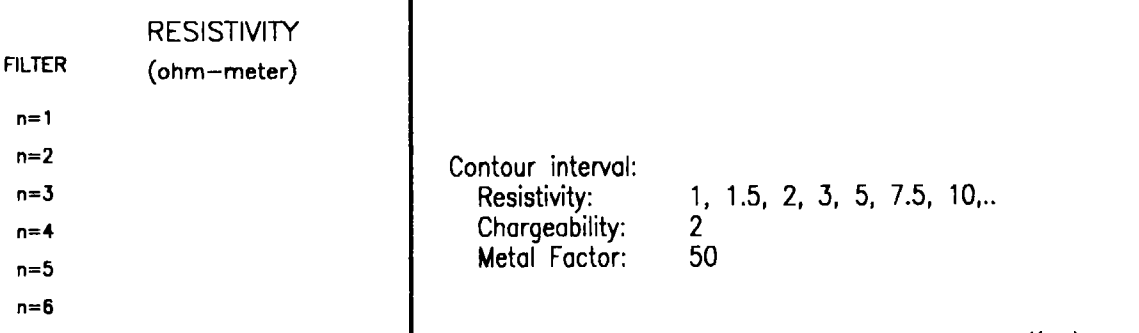 RESISTIVITY
FILTER (ohm-meter)
n=1
n=2
n=3
n=4
n=5
n=6
Contour interval:
Resistivity: 1, 1.5, 2, 3, 5, 7.5, 10,..
Chargeability: 2
Metal Factor: 50